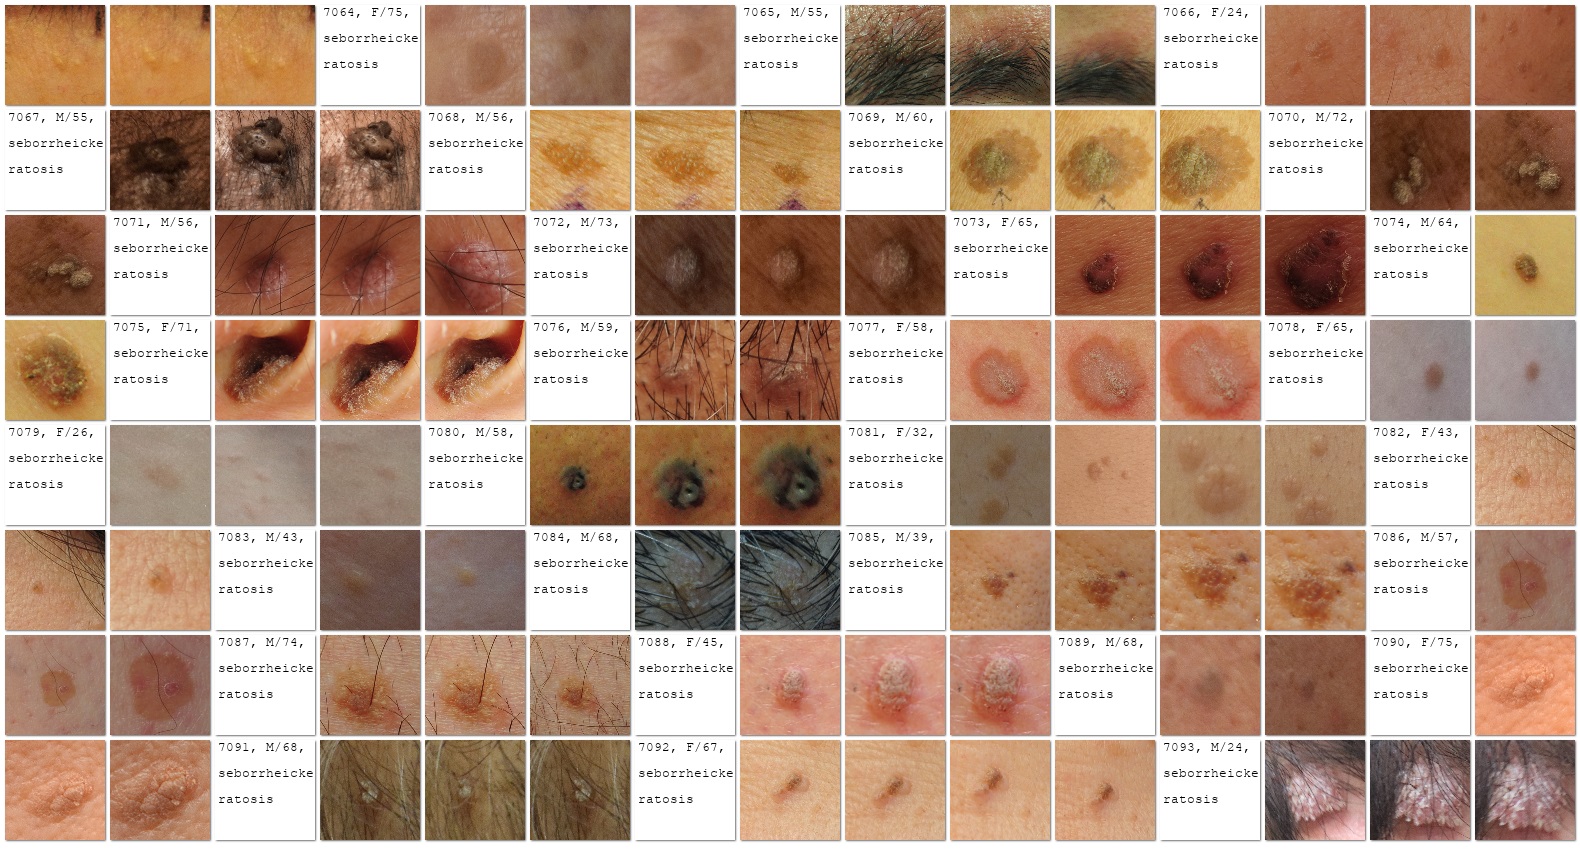 7064, F/75,
seborrheicke
ratosis
7065, M/55,
seborrheicke
ratosis
7066, F/24,
seborrheicke
ratosis
7067, M/55,
seborrheicke
ratosis
7068, M/56,
seborrheicke
ratosis
7069, M/60,
seborrheicke
ratosis
7070, M/72,
seborrheicke
ratosis
7071, M/56,
seborrheicke
ratosis
7072, M/73,
seborrheicke
ratosis
7073, F/65,
seborrheicke
ratosis
7074, M/64,
seborrheicke
ratosis
7075, F/71,
seborrheicke
ratosis
7076, M/59,
seborrheicke
ratosis
7077, F/58,
seborrheicke
ratosis
7078, F/65,
seborrheicke
ratosis
7079, F/26,
seborrheicke
ratosis
7080, M/58,
seborrheicke
ratosis
7081, F/32,
seborrheicke
ratosis
7082, F/43,
seborrheicke
ratosis
7083, M/43,
seborrheicke
ratosis
7084, M/68,
seborrheicke
ratosis
7085, M/39,
seborrheicke
ratosis
7086, M/57,
seborrheicke
ratosis
7087, M/74,
seborrheicke
ratosis
7088, F/45,
seborrheicke
ratosis
7089, M/68,
seborrheicke
ratosis
7090, F/75,
seborrheicke
ratosis
7091, M/68,
seborrheicke
ratosis
7092, F/67,
seborrheicke
ratosis
7093, M/24,
seborrheicke
ratosis